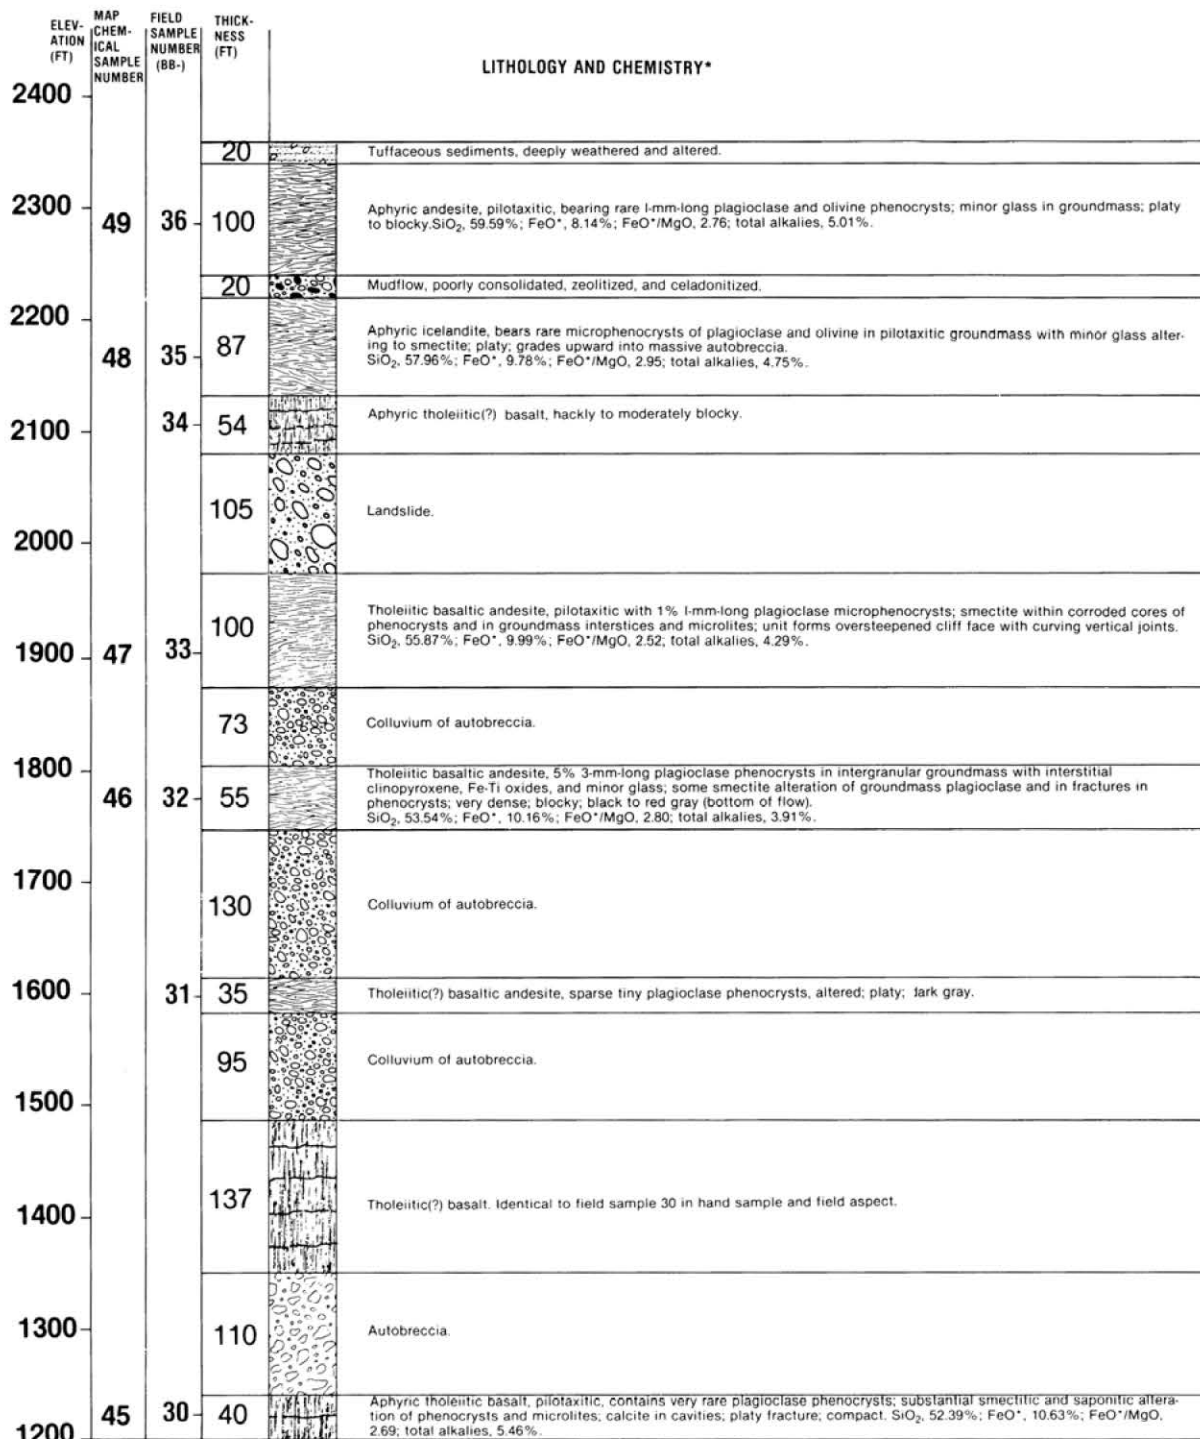 ELEV-
ATION
(FT)
MAP
CHEM-
ICAL
SAMPLE
NUMBER
FIELD
SAMPLE
NUMBER
(BB-)
THICK-
NESS
(FT)
LITHOLOGY AND CHEMISTRY*
2400
20
Tuffaceous sediments, deeply weathered and altered.
2300
49
36
100
Aphyric andesite, pilotaxitic, bearing rare l-mm-long plagioclase and olivine phenocrysts; minor glass in groundmass; platy
to blocky.SiO₂, 59.59%; FeO*, 8.14%; FeO*/MgO, 2.76; total alkalies, 5.01%.
20
Mudflow, poorly consolidated, zeolitized, and celadonitized.
2200
48
35
87
Aphyric icelandite, bears rare microphenocrysts of plagioclase and olivine in pilotaxitic groundmass with minor glass alter-
ing to smectite; platy; grades upward into massive autobreccia.
SiO₂, 57.96%; FeO*, 9.78%; FeO*/MgO, 2.95; total alkalies, 4.75%.
2100
34
54
Aphyric tholeiitic(?) basalt, hackly to moderately blocky.
105
Landslide.
2000
1900
47
33
100
Tholeiitic basaltic andesite, pilotaxitic with 1% l-mm-long plagioclase microphenocrysts; smectite within corroded cores of
phenocrysts and in groundmass interstices and microlites; unit forms oversteepened cliff face with curving vertical joints.
SiO₂, 55.87%; FeO*, 9.99%; FeO*/MgO, 2.52; total alkalies, 4.29%.
73
Colluvium of autobreccia.
1800
46
32
55
Tholeiitic basaltic andesite, 5% 3-mm-long plagioclase phenocrysts in intergranular groundmass with interstitial
clinopyroxene, Fe-Ti oxides, and minor glass; some smectite alteration of groundmass plagioclase and in fractures in
phenocrysts; very dense; blocky; black to red gray (bottom of flow).
SiO₂, 53.54%; FeO*, 10.16%; FeO*/MgO, 2.80; total alkalies, 3.91%.
1700
130
Colluvium of autobreccia.
1600
31
35
Tholeiitic(?) basaltic andesite, sparse tiny plagioclase phenocrysts, altered; platy; dark gray.
95
Colluvium of autobreccia.
1500
137
Tholeiitic(?) basalt. Identical to field sample 30 in hand sample and field aspect.
1400
1300
110
Autobreccia.
45
30
40
Aphyric tholeiitic basalt, pilotaxitic, contains very rare plagioclase phenocrysts; substantial smectitic and saponitic altera-
tion of phenocrysts and microlites; calcite in cavities; platy fracture; compact. SiO₂, 52.39%; FeO*, 10.63%; FeO*/MgO,
2.69; total alkalies, 5.46%.
1200